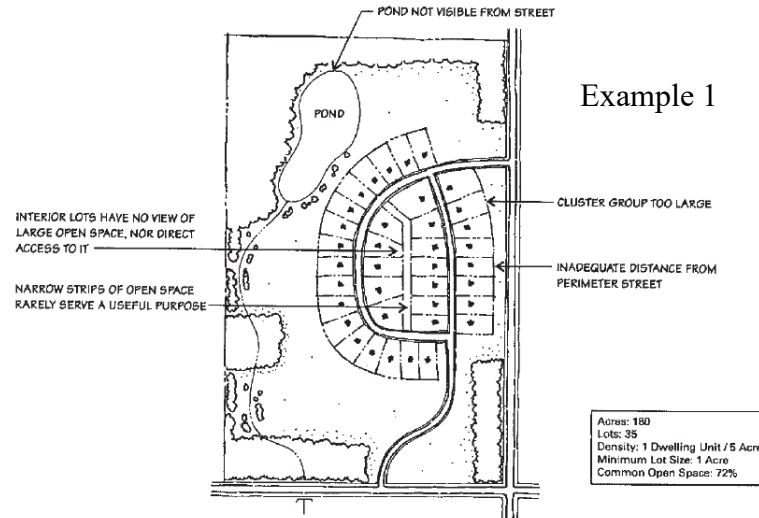 POND NOT VISIBLE FROM STREET
Example 1
POND
CLUSTER GROUP TOO LARGE
INTERIOR LOTS HAVE NO VIEW OF
LARGE OPEN SPACE, NOR DIRECT
ACCESS TO IT
INADEQUATE DISTANCE FROM
PERIMETER STREET
NARROW STRIPS OF OPEN SPACE
RARELY SERVE A USEFUL PURPOSE
Acres: 180
Lots: 35
Density: 1 Dwelling Unit / 5 Acre
Minimum Lot Size: 1 Acre
Common Open Space: 72%